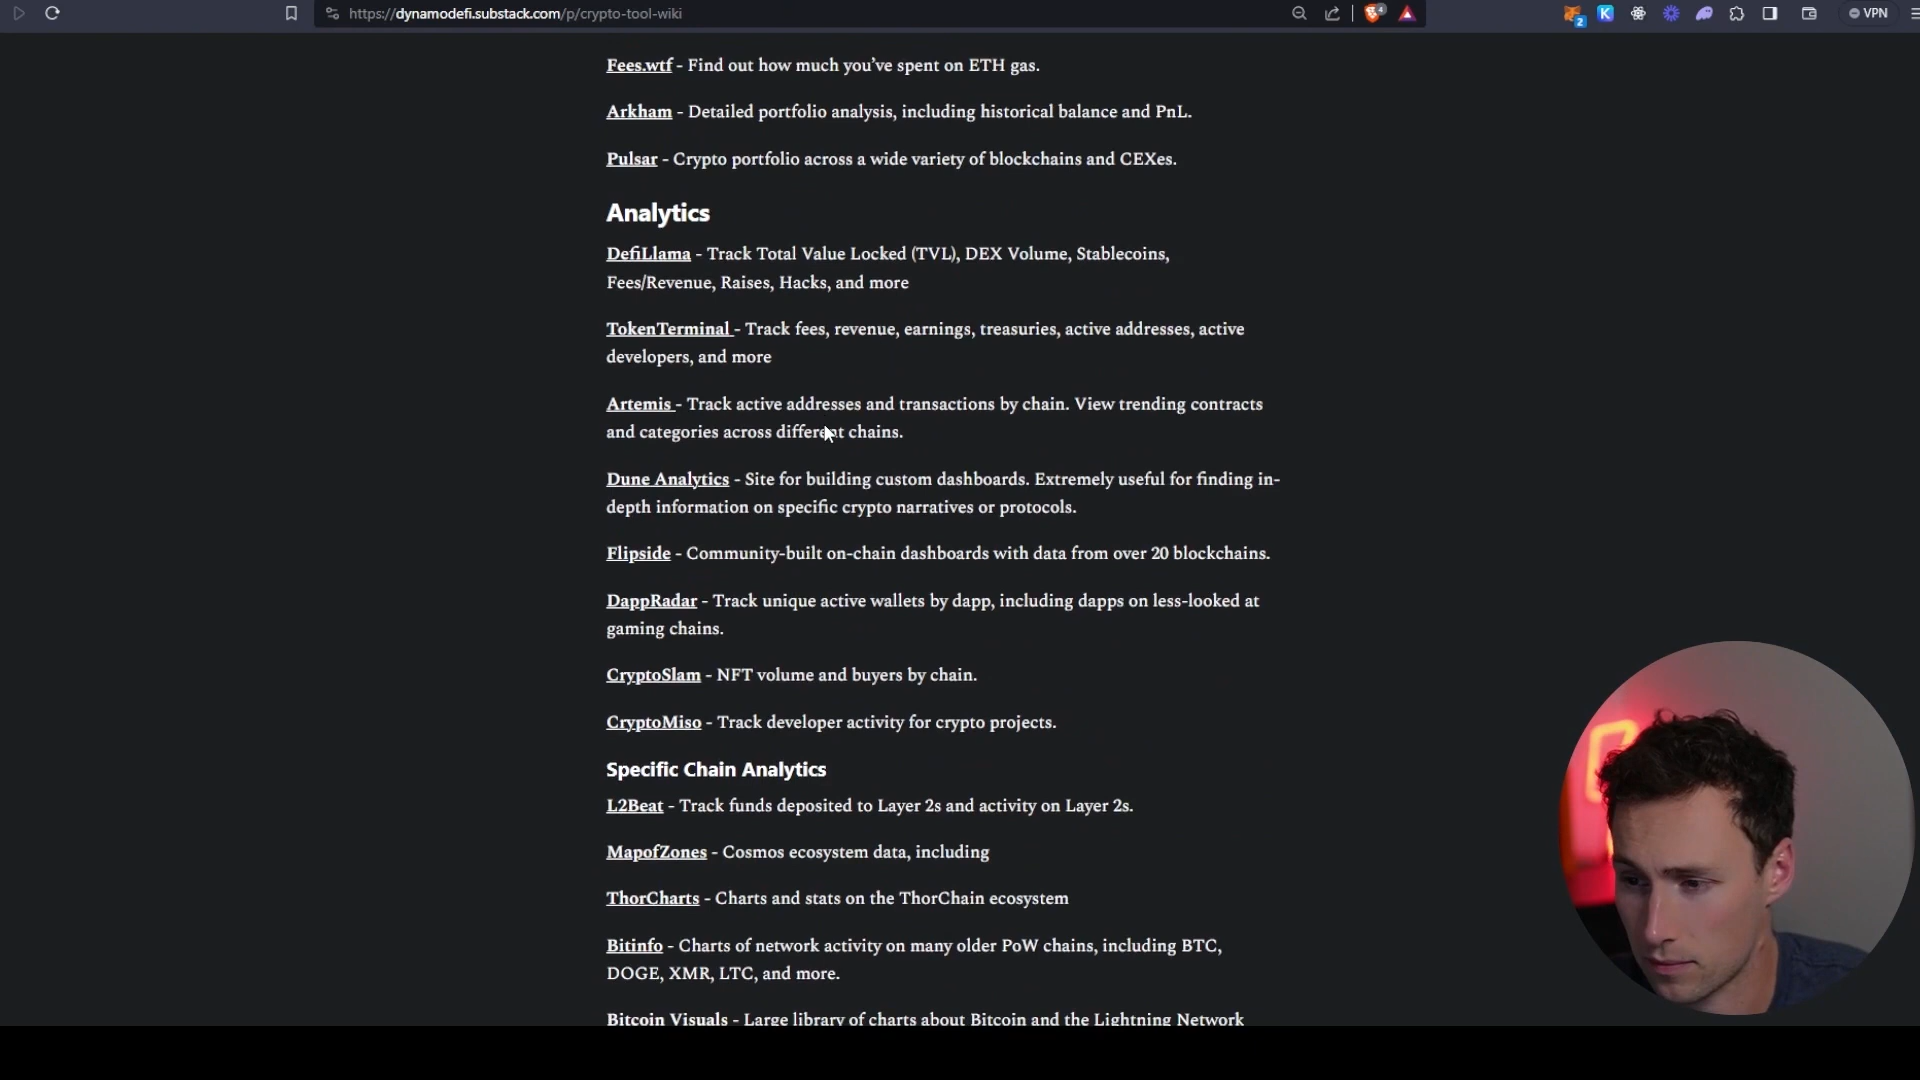 https://dynamodefi.substack.com/p/crypto-tool-wiki
4
2
K
VPN
Fees.wtf - Find out how much you’ve spent on ETH gas.
Arkham - Detailed portfolio analysis, including historical balance and PnL.
Pulsar - Crypto portfolio across a wide variety of blockchains and CEXes.
Analytics
DefiLlama - Track Total Value Locked (TVL), DEX Volume, Stablecoins,
Fees/Revenue, Raises, Hacks, and more
TokenTerminal - Track fees, revenue, earnings, treasuries, active addresses, active
developers, and more
Artemis - Track active addresses and transactions by chain. View trending contracts
and categories across different chains.
Dune Analytics - Site for building custom dashboards. Extremely useful for finding in-
depth information on specific crypto narratives or protocols.
Flipside - Community-built on-chain dashboards with data from over 20 blockchains.
DappRadar - Track unique active wallets by dapp, including dapps on less-looked at
gaming chains.
CryptoSlam - NFT volume and buyers by chain.
CryptoMiso - Track developer activity for crypto projects.
Specific Chain Analytics
L2Beat - Track funds deposited to Layer 2s and activity on Layer 2s.
MapofZones - Cosmos ecosystem data, including
ThorCharts - Charts and stats on the ThorChain ecosystem
Bitinfo - Charts of network activity on many older PoW chains, including BTC,
DOGE, XMR, LTC, and more.
Bitcoin Visuals - Large library of charts about Bitcoin and the Lightning Network